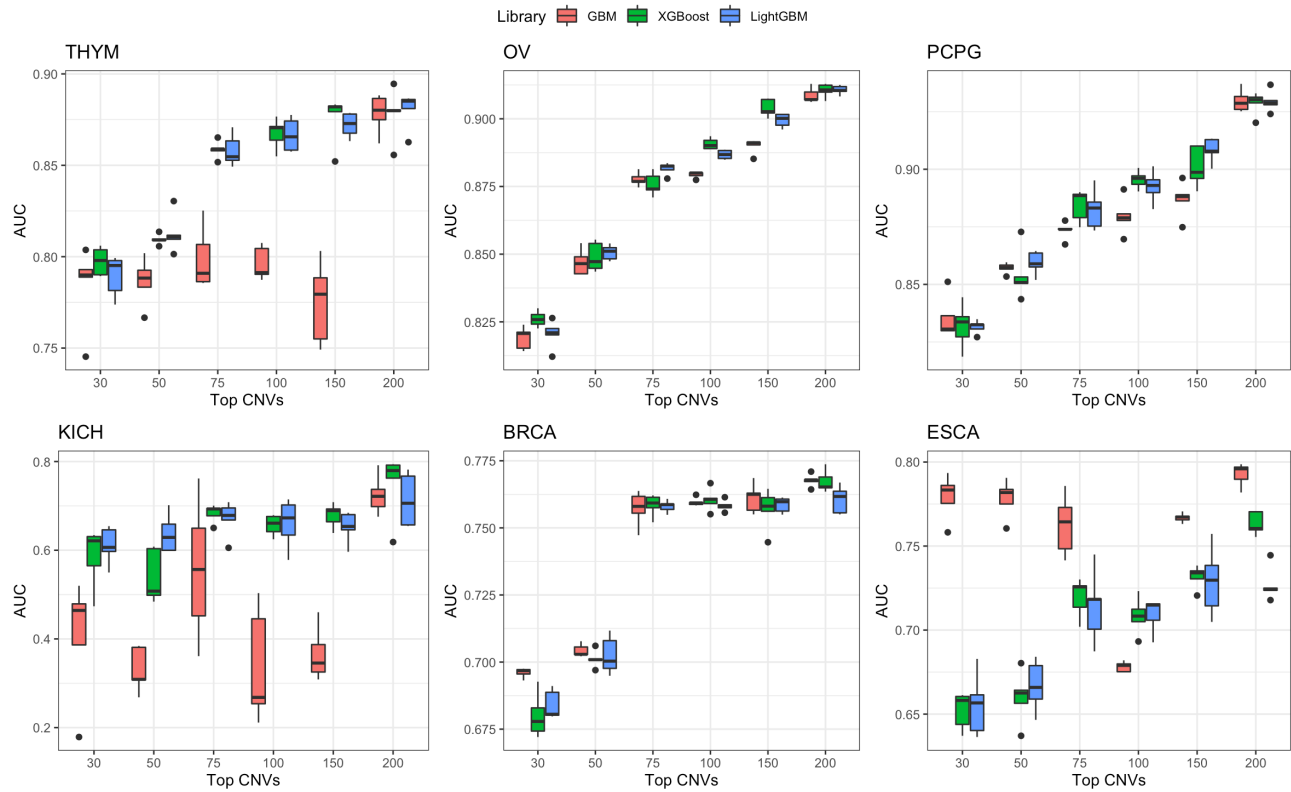 Library GBM XGBoost LightGBM
THYM
0.90
0.85
0.80
0.75
AUC
30 50 75 100 150 200
Top CNVs
OV
0.900
0.875
0.850
0.825
AUC
30 50 75 100 150 200
Top CNVs
PCPG
0.90
0.85
AUC
30 50 75 100 150 200
Top CNVs
KICH
0.8
0.6
0.4
0.2
AUC
30 50 75 100 150 200
Top CNVs
BRCA
0.775
0.750
0.725
0.700
0.675
AUC
30 50 75 100 150 200
Top CNVs
ESCA
0.80
0.75
0.70
0.65
AUC
30 50 75 100 150 200
Top CNVs